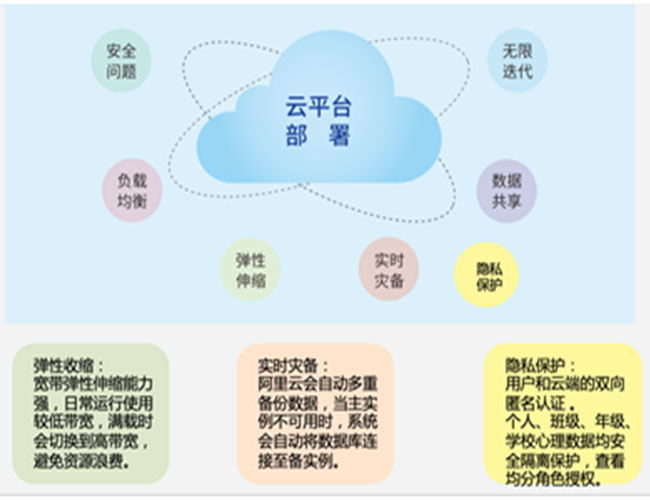 安全
问题
无限
迭代
云平台
部 署
负载
均衡
数据
共享
弹性
伸缩
实时
灾备
隐私
保护
弹性收缩：
宽带弹性伸缩能力
强，日常运行使用
较低带宽，满载时
会切换到高带宽，
避免资源浪费。
实时灾备：
阿里云会自动多重
备份数据，当主实
例不可用时，系统
会自动将数据库连
接至备实例。
隐私保护：
用户和云端的双向
匿名认证 。
个人、班级、年级、
学校心理数据均安
全隔离保护，查看
均分角色授权。